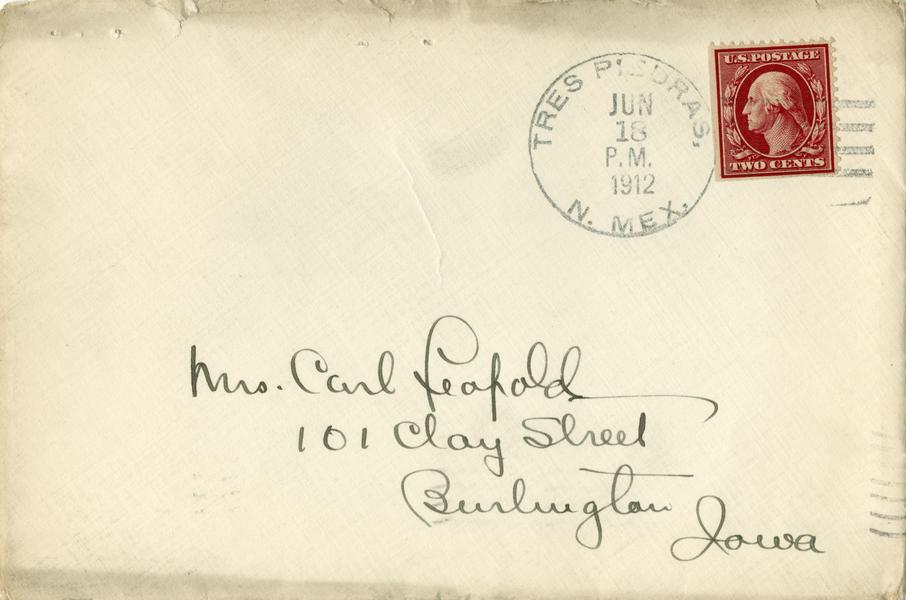 TRES PIEDRAS,
JUN
18
P.M.
1912
N. MEX.
U.S. POSTAGE
TWO CENTS
Mrs. Carl Leopold
101 Clay Street
Burlington
Iowa